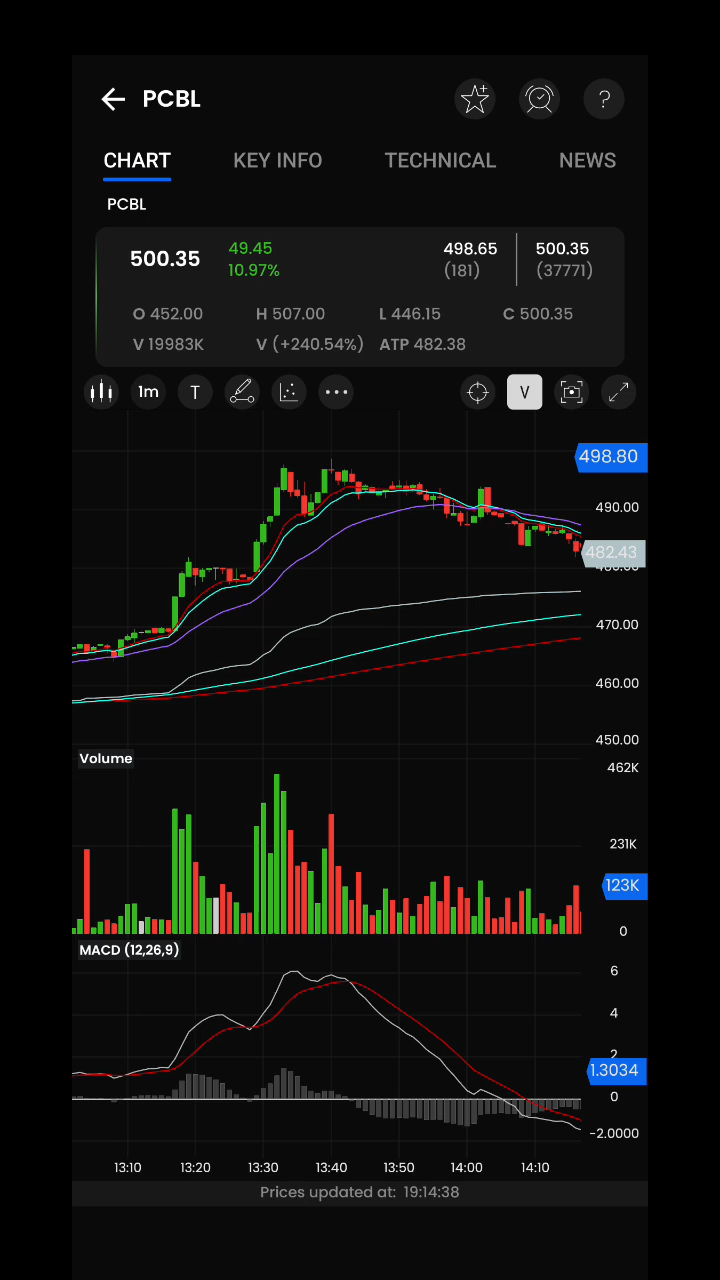 PCBL
?
CHART KEY INFO TECHNICAL NEWS
PCBL
500.35 49.45 498.65 500.35
10.97% (181) (37771)
O 452.00 H 507.00 L 446.15 C 500.35
V 19983K V (+240.54%) ATP 482.38
1m T V
498.80
490.00
482.43
480.00
470.00
460.00
450.00
Volume
462K
231K
123K
0
MACD (12,26,9)
6
4
2
1.3034
0
-2.0000
13:10 13:20 13:30 13:40 13:50 14:00 14:10
Prices updated at: 19:14:38